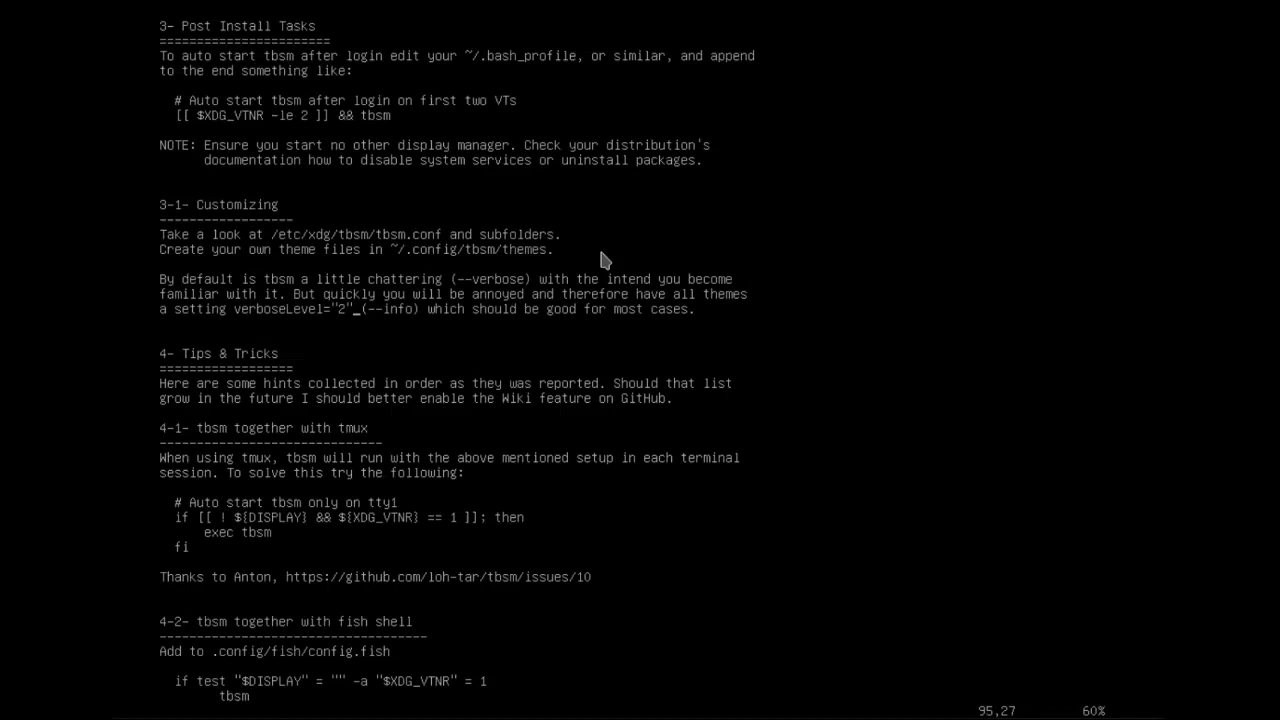 3- Post Install Tasks
=======================
To auto start tbsm after login edit your ~/.bash_profile, or similar, and append
to the end something like:
# Auto start tbsm after login on first two VTs
[[ $XDG_VTNR -le 2 ]] && tbsm
NOTE: Ensure you start no other display manager. Check your distribution's
documentation how to disable system services or uninstall packages.
3-1- Customizing
------------------
Take a look at /etc/xdg/tbsm/tbsm.conf and subfolders.
Create your own theme files in ~/.config/tbsm/themes.
By default is tbsm a little chattering (--verbose) with the intend you become
familiar with it. But quickly you will be annoyed and therefore have all themes
a setting verboseLevel="2" (--info) which should be good for most cases.
4- Tips & Tricks
==================
Here are some hints collected in order as they was reported. Should that list
grow in the future I should better enable the Wiki feature on GitHub.
4-1- tbsm together with tmux
------------------------------
When using tmux, tbsm will run with the above mentioned setup in each terminal
session. To solve this try the following:
# Auto start tbsm only on tty1
if [[ ! ${DISPLAY} && ${XDG_VTNR} == 1 ]]; then
exec tbsm
fi
Thanks to Anton, https://github.com/loh-tar/tbsm/issues/10
4-2- tbsm together with fish shell
------------------------------------
Add to .config/fish/config.fish
if test "$DISPLAY" = "" -a "$XDG_VTNR" = 1
tbsm
95,27 60%